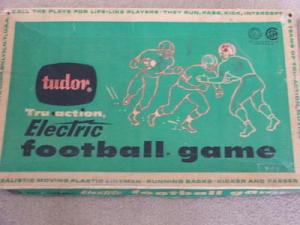 CALL THE PLAYS FOR LIFE-LIKE PLAYERS • THEY RUN, PASS, KICK, INTERCEPT
tudor®
Tru-action
Electric
football game
REALISTIC MOVING PLASTIC LINEMAN • RUNNING BACKS • KICKER AND PASSER
Electric football game